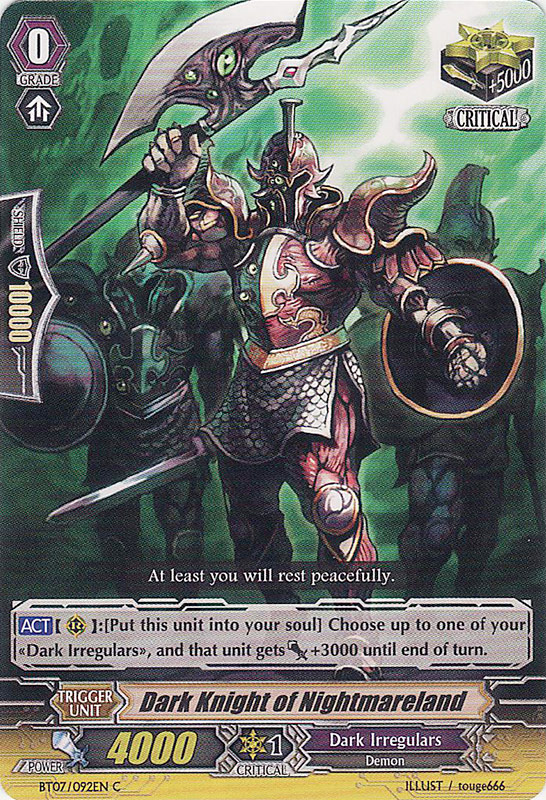 0
GRADE
+5000
CRITICAL
SHIELD
10000
At least you will rest peacefully.
ACT【 】:[Put this unit into your soul] Choose up to one of your
«Dark Irregulars», and that unit gets +3000 until end of turn.
TRIGGER
UNIT
Dark Knight of Nightmareland
POWER
4000
1
CRITICAL
Dark Irregulars
Demon
BT07/092EN C
ILLUST / touge666